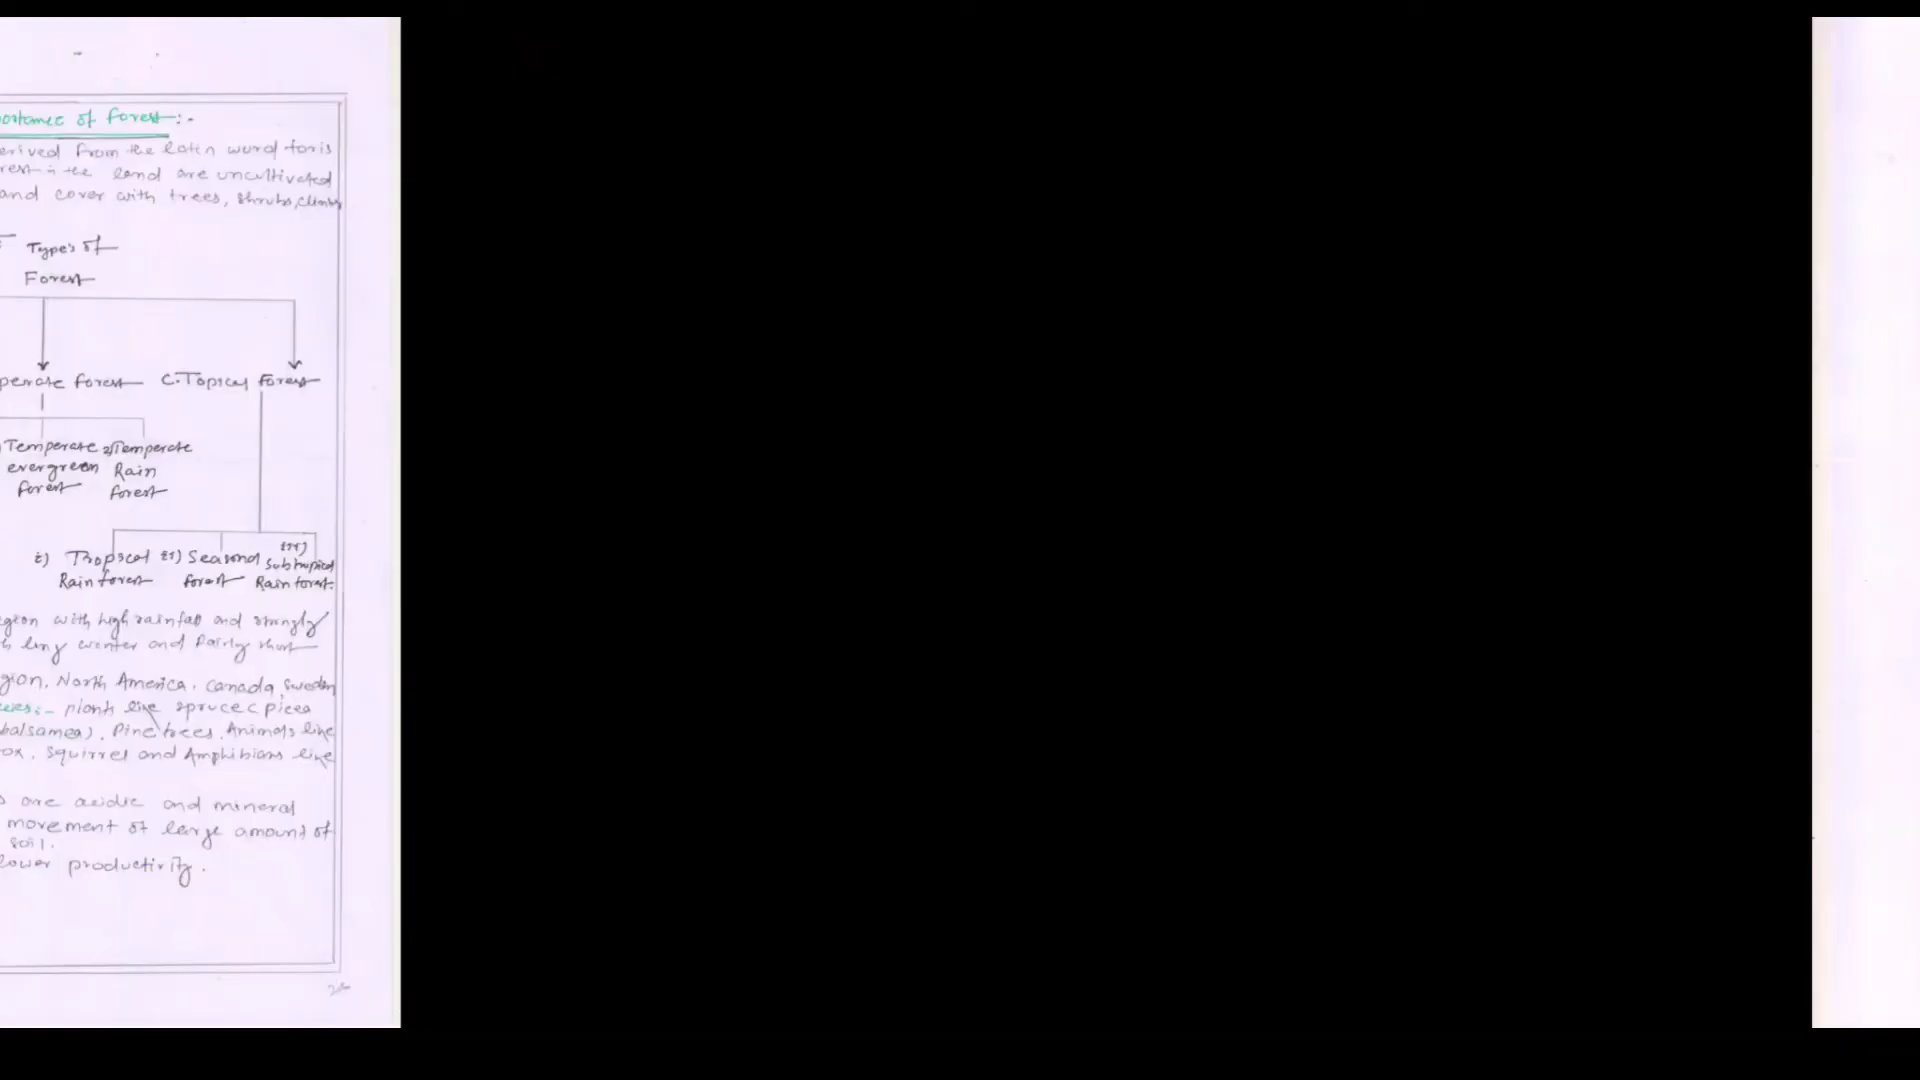 ortamec of forest:-
erived from the latin word foris
rest in the land are uncultivated
and cover with trees, shrubs, climbs
Type's of
Forest
perate forest C.Topical Forest
Temperate 2)Temperate
evergreen Rain
forest forest
i) Tropical ii) Seasonal iii)
subtropical
Rain forest forest Rain forest.
gion with high rainfall and strongly
long winter and fairly short
gion. North America. Canada, Sweden
plants like spruce c picea
balsamea). Pine trees. Animals like
ox. squirrel and Amphibians like
s are acidic and mineral
movement of large amount of
soil.
lower productivity.